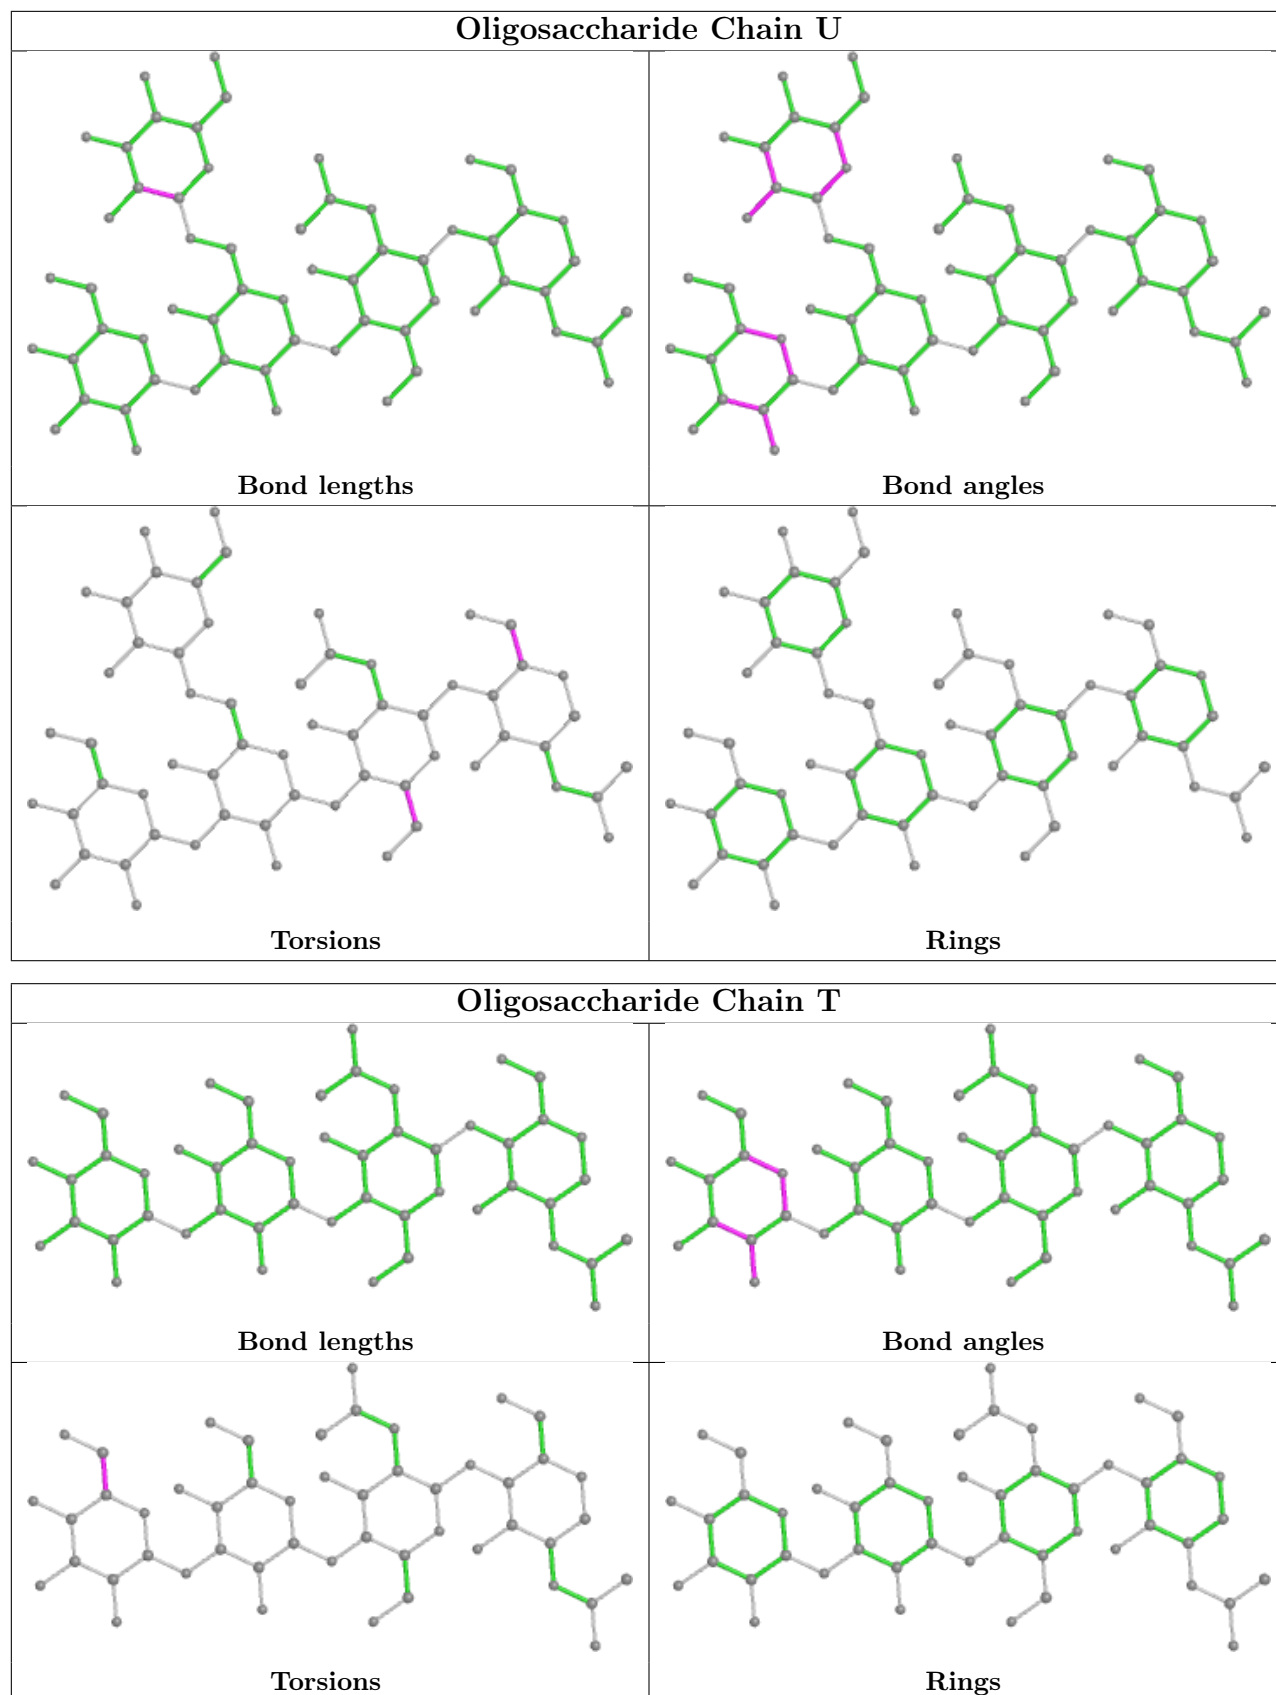 Oligosaccharide Chain U
Bond lengths
Bond angles
Torsions
Rings
Oligosaccharide Chain T
Bond lengths
Bond angles
Torsions
Rings